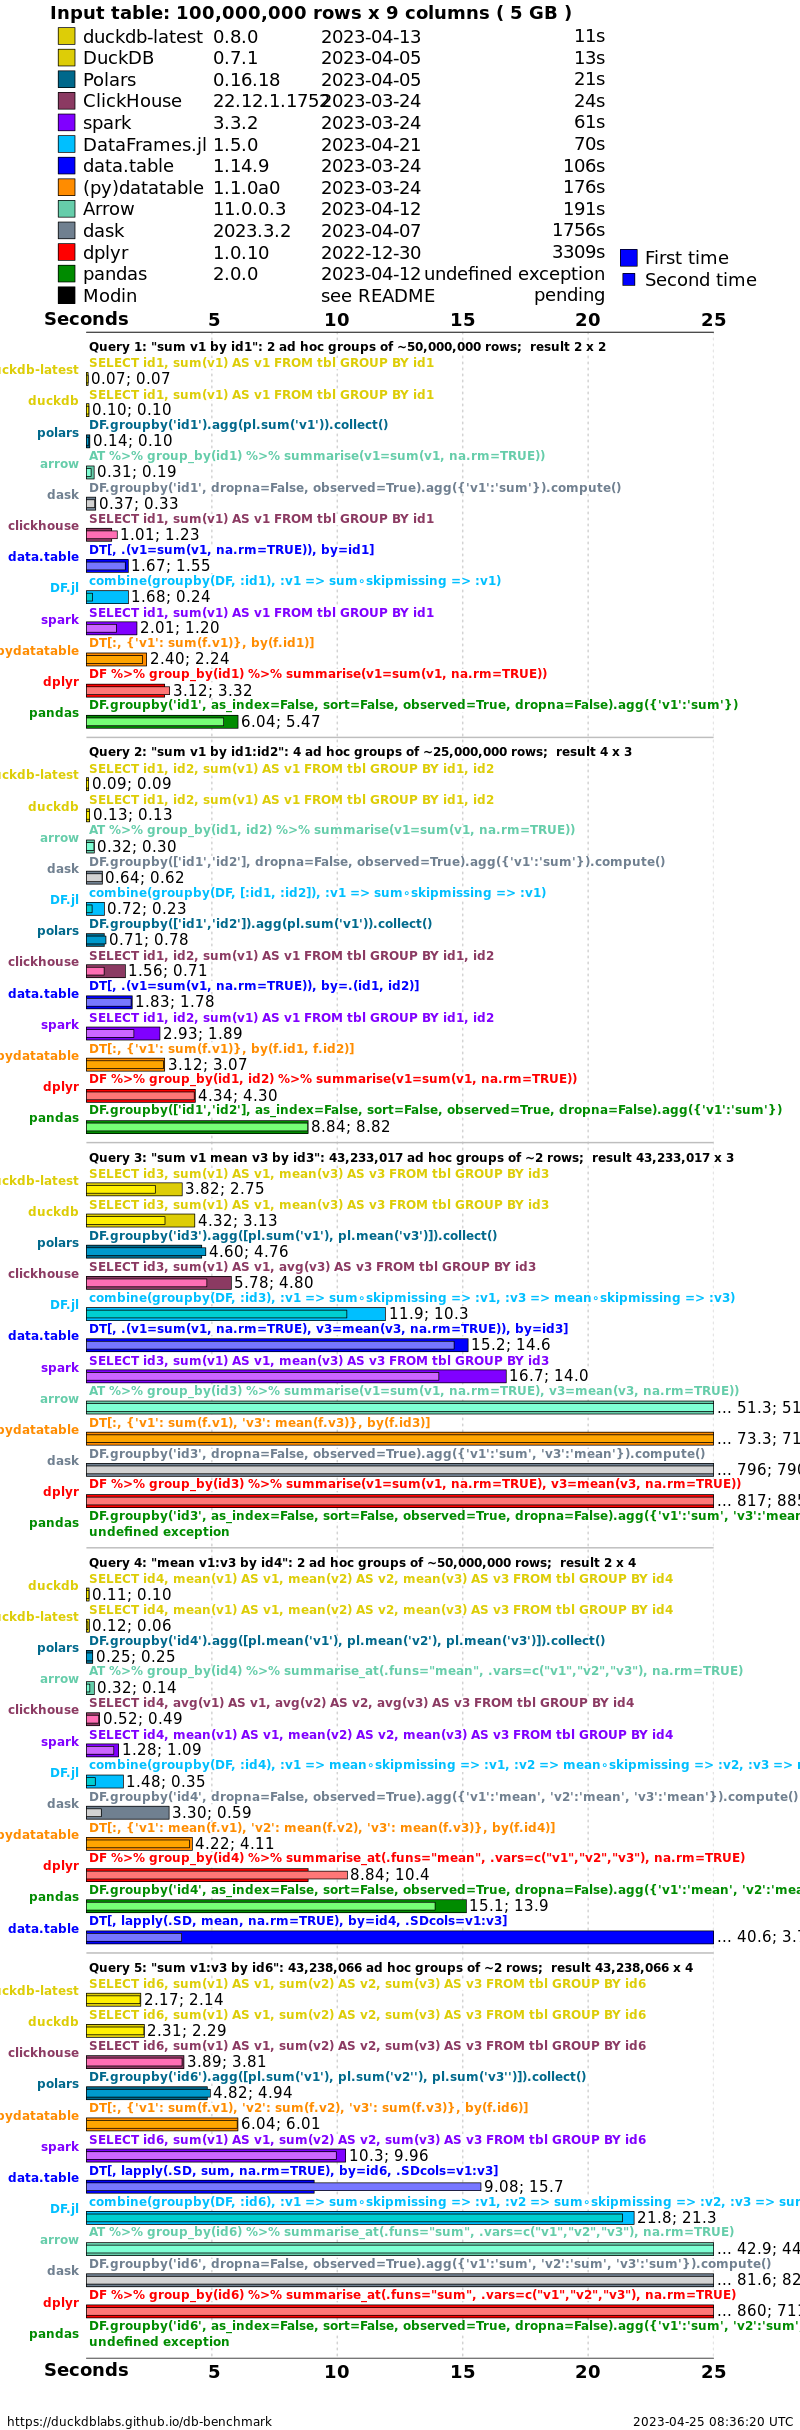 Input table: 100,000,000 rows x 9 columns ( 5 GB )
duckdb-latest 0.8.0 2023-04-13 11s
DuckDB 0.7.1 2023-04-05 13s
Polars 0.16.18 2023-04-05 21s
ClickHouse 22.12.1.1752 2023-03-24 24s
spark 3.3.2 2023-03-24 61s
DataFrames.jl 1.5.0 2023-04-21 70s
data.table 1.14.9 2023-03-24 106s
(py)datatable 1.1.0a0 2023-03-24 176s
Arrow 11.0.0.3 2023-04-12 191s
dask 2023.3.2 2023-04-07 1756s
dplyr 1.0.10 2022-12-30 3309s
pandas 2.0.0 2023-04-12 undefined exception
Modin see README pending
First time
Second time
Seconds 5 10 15 20 25
Query 1: "sum v1 by id1": 2 ad hoc groups of ~50,000,000 rows;  result 2 x 2
uckdb-latest SELECT id1, sum(v1) AS v1 FROM tbl GROUP BY id1
0.07; 0.07
duckdb SELECT id1, sum(v1) AS v1 FROM tbl GROUP BY id1
0.10; 0.10
polars DF.groupby('id1').agg(pl.sum('v1')).collect()
0.14; 0.10
arrow AT %>% group_by(id1) %>% summarise(v1=sum(v1, na.rm=TRUE))
0.31; 0.19
dask DF.groupby('id1', dropna=False, observed=True).agg({'v1':'sum'}).compute()
0.37; 0.33
clickhouse SELECT id1, sum(v1) AS v1 FROM tbl GROUP BY id1
1.01; 1.23
data.table DT[, .(v1=sum(v1, na.rm=TRUE)), by=id1]
1.67; 1.55
DF.jl combine(groupby(DF, :id1), :v1 => sum∘skipmissing => :v1)
1.68; 0.24
spark SELECT id1, sum(v1) AS v1 FROM tbl GROUP BY id1
2.01; 1.20
pydatatable DT[:, {'v1': sum(f.v1)}, by(f.id1)]
2.40; 2.24
dplyr DF %>% group_by(id1) %>% summarise(v1=sum(v1, na.rm=TRUE))
3.12; 3.32
pandas DF.groupby('id1', as_index=False, sort=False, observed=True, dropna=False).agg({'v1':'sum'})
6.04; 5.47
Query 2: "sum v1 by id1:id2": 4 ad hoc groups of ~25,000,000 rows;  result 4 x 3
uckdb-latest SELECT id1, id2, sum(v1) AS v1 FROM tbl GROUP BY id1, id2
0.09; 0.09
duckdb SELECT id1, id2, sum(v1) AS v1 FROM tbl GROUP BY id1, id2
0.13; 0.13
arrow AT %>% group_by(id1, id2) %>% summarise(v1=sum(v1, na.rm=TRUE))
0.32; 0.30
dask DF.groupby(['id1','id2'], dropna=False, observed=True).agg({'v1':'sum'}).compute()
0.64; 0.62
DF.jl combine(groupby(DF, [:id1, :id2]), :v1 => sum∘skipmissing => :v1)
0.72; 0.23
polars DF.groupby(['id1','id2']).agg(pl.sum('v1')).collect()
0.71; 0.78
clickhouse SELECT id1, id2, sum(v1) AS v1 FROM tbl GROUP BY id1, id2
1.56; 0.71
data.table DT[, .(v1=sum(v1, na.rm=TRUE)), by=.(id1, id2)]
1.83; 1.78
spark SELECT id1, id2, sum(v1) AS v1 FROM tbl GROUP BY id1, id2
2.93; 1.89
pydatatable DT[:, {'v1': sum(f.v1)}, by(f.id1, f.id2)]
3.12; 3.07
dplyr DF %>% group_by(id1, id2) %>% summarise(v1=sum(v1, na.rm=TRUE))
4.34; 4.30
pandas DF.groupby(['id1','id2'], as_index=False, sort=False, observed=True, dropna=False).agg({'v1':'sum'})
8.84; 8.82
Query 3: "sum v1 mean v3 by id3": 43,233,017 ad hoc groups of ~2 rows;  result 43,233,017 x 3
uckdb-latest SELECT id3, sum(v1) AS v1, mean(v3) AS v3 FROM tbl GROUP BY id3
3.82; 2.75
duckdb SELECT id3, sum(v1) AS v1, mean(v3) AS v3 FROM tbl GROUP BY id3
4.32; 3.13
polars DF.groupby('id3').agg([pl.sum('v1'), pl.mean('v3')]).collect()
4.60; 4.76
clickhouse SELECT id3, sum(v1) AS v1, avg(v3) AS v3 FROM tbl GROUP BY id3
5.78; 4.80
DF.jl combine(groupby(DF, :id3), :v1 => sum∘skipmissing => :v1, :v3 => mean∘skipmissing => :v3)
11.9; 10.3
data.table DT[, .(v1=sum(v1, na.rm=TRUE), v3=mean(v3, na.rm=TRUE)), by=id3]
15.2; 14.6
spark SELECT id3, sum(v1) AS v1, mean(v3) AS v3 FROM tbl GROUP BY id3
16.7; 14.0
arrow AT %>% group_by(id3) %>% summarise(v1=sum(v1, na.rm=TRUE), v3=mean(v3, na.rm=TRUE))
... 51.3; 51
pydatatable DT[:, {'v1': sum(f.v1), 'v3': mean(f.v3)}, by(f.id3)]
... 73.3; 71
dask DF.groupby('id3', dropna=False, observed=True).agg({'v1':'sum', 'v3':'mean'}).compute()
... 796; 790
dplyr DF %>% group_by(id3) %>% summarise(v1=sum(v1, na.rm=TRUE), v3=mean(v3, na.rm=TRUE))
... 817; 885
pandas DF.groupby('id3', as_index=False, sort=False, observed=True, dropna=False).agg({'v1':'sum', 'v3':'mean
undefined exception
Query 4: "mean v1:v3 by id4": 2 ad hoc groups of ~50,000,000 rows;  result 2 x 4
duckdb SELECT id4, mean(v1) AS v1, mean(v2) AS v2, mean(v3) AS v3 FROM tbl GROUP BY id4
0.11; 0.10
uckdb-latest SELECT id4, mean(v1) AS v1, mean(v2) AS v2, mean(v3) AS v3 FROM tbl GROUP BY id4
0.12; 0.06
polars DF.groupby('id4').agg([pl.mean('v1'), pl.mean('v2'), pl.mean('v3')]).collect()
0.25; 0.25
arrow AT %>% group_by(id4) %>% summarise_at(.funs="mean", .vars=c("v1","v2","v3"), na.rm=TRUE)
0.32; 0.14
clickhouse SELECT id4, avg(v1) AS v1, avg(v2) AS v2, avg(v3) AS v3 FROM tbl GROUP BY id4
0.52; 0.49
spark SELECT id4, mean(v1) AS v1, mean(v2) AS v2, mean(v3) AS v3 FROM tbl GROUP BY id4
1.28; 1.09
DF.jl combine(groupby(DF, :id4), :v1 => mean∘skipmissing => :v1, :v2 => mean∘skipmissing => :v2, :v3 =>
1.48; 0.35
dask DF.groupby('id4', dropna=False, observed=True).agg({'v1':'mean', 'v2':'mean', 'v3':'mean'}).compute()
3.30; 0.59
pydatatable DT[:, {'v1': mean(f.v1), 'v2': mean(f.v2), 'v3': mean(f.v3)}, by(f.id4)]
4.22; 4.11
dplyr DF %>% group_by(id4) %>% summarise_at(.funs="mean", .vars=c("v1","v2","v3"), na.rm=TRUE)
8.84; 10.4
pandas DF.groupby('id4', as_index=False, sort=False, observed=True, dropna=False).agg({'v1':'mean', 'v2':'mea
15.1; 13.9
data.table DT[, lapply(.SD, mean, na.rm=TRUE), by=id4, .SDcols=v1:v3]
... 40.6; 3.7
Query 5: "sum v1:v3 by id6": 43,238,066 ad hoc groups of ~2 rows;  result 43,238,066 x 4
uckdb-latest SELECT id6, sum(v1) AS v1, sum(v2) AS v2, sum(v3) AS v3 FROM tbl GROUP BY id6
2.17; 2.14
duckdb SELECT id6, sum(v1) AS v1, sum(v2) AS v2, sum(v3) AS v3 FROM tbl GROUP BY id6
2.31; 2.29
clickhouse SELECT id6, sum(v1) AS v1, sum(v2) AS v2, sum(v3) AS v3 FROM tbl GROUP BY id6
3.89; 3.81
polars DF.groupby('id6').agg([pl.sum('v1'), pl.sum('v2''), pl.sum('v3'')]).collect()
4.82; 4.94
pydatatable DT[:, {'v1': sum(f.v1), 'v2': sum(f.v2), 'v3': sum(f.v3)}, by(f.id6)]
6.04; 6.01
spark SELECT id6, sum(v1) AS v1, sum(v2) AS v2, sum(v3) AS v3 FROM tbl GROUP BY id6
10.3; 9.96
data.table DT[, lapply(.SD, sum, na.rm=TRUE), by=id6, .SDcols=v1:v3]
9.08; 15.7
DF.jl combine(groupby(DF, :id6), :v1 => sum∘skipmissing => :v1, :v2 => sum∘skipmissing => :v2, :v3 => sum
21.8; 21.3
arrow AT %>% group_by(id6) %>% summarise_at(.funs="sum", .vars=c("v1","v2","v3"), na.rm=TRUE)
... 42.9; 44
dask DF.groupby('id6', dropna=False, observed=True).agg({'v1':'sum', 'v2':'sum', 'v3':'sum'}).compute()
... 81.6; 82
dplyr DF %>% group_by(id6) %>% summarise_at(.funs="sum", .vars=c("v1","v2","v3"), na.rm=TRUE)
... 860; 711
pandas DF.groupby('id6', as_index=False, sort=False, observed=True, dropna=False).agg({'v1':'sum', 'v2':'sum'
undefined exception
Seconds 5 10 15 20 25
https://duckdblabs.github.io/db-benchmark 2023-04-25 08:36:20 UTC